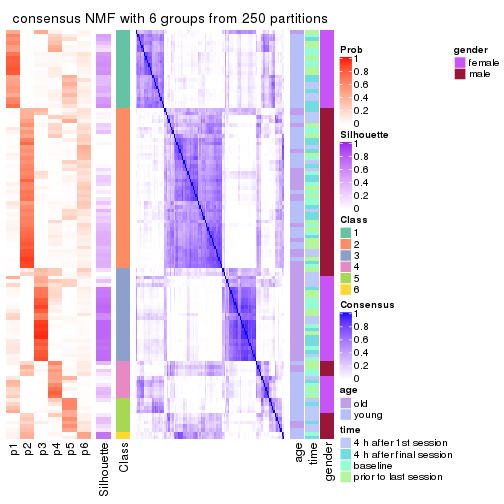 consensus NMF with 6 groups from 250 partitions
Prob
1
0.8
0.6
0.4
0.2
0
gender
female
male
Silhouette
1
0.8
0.6
0.4
0.2
0
Class
1
2
3
4
5
6
Consensus
1
0.8
0.6
0.4
0.2
0
age
old
young
time
4 h after 1st session
4 h after final session
baseline
prior to last session
p1
p2
p3
p4
p5
p6
Silhouette
Class
age
time
gender